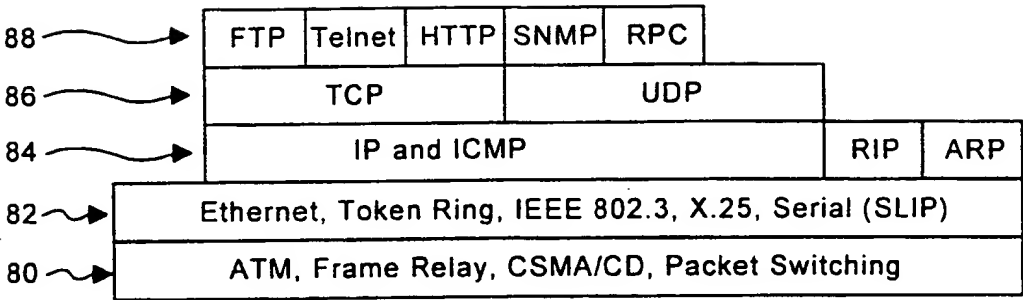 88 FTP Telnet HTTP SNMP RPC
86 TCP UDP
84 IP and ICMP RIP ARP
82 Ethernet, Token Ring, IEEE 802.3, X.25, Serial (SLIP)
80 ATM, Frame Relay, CSMA/CD, Packet Switching